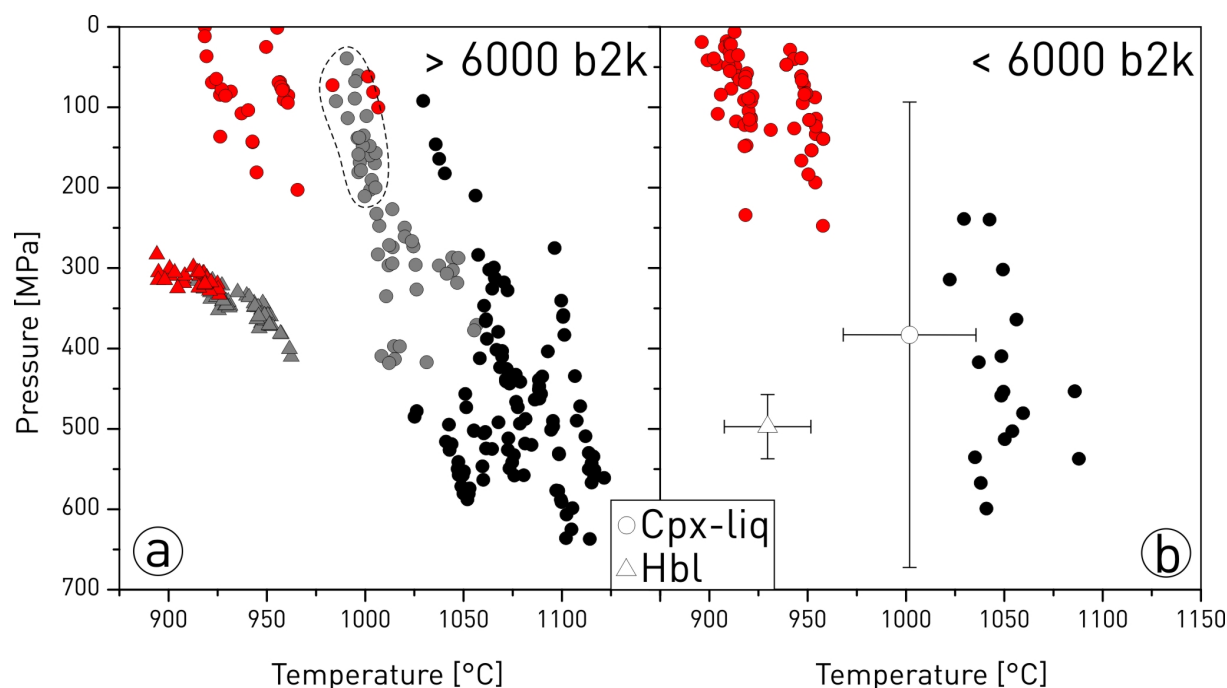 > 6000 b2k
< 6000 b2k
0
100
200
300
400
500
600
700
Pressure [MPa]
a
b
Cpx-liq
Hbl
900 950 1000 1050 1100
900 950 1000 1050 1100 1150
Temperature [°C]
Temperature [°C]